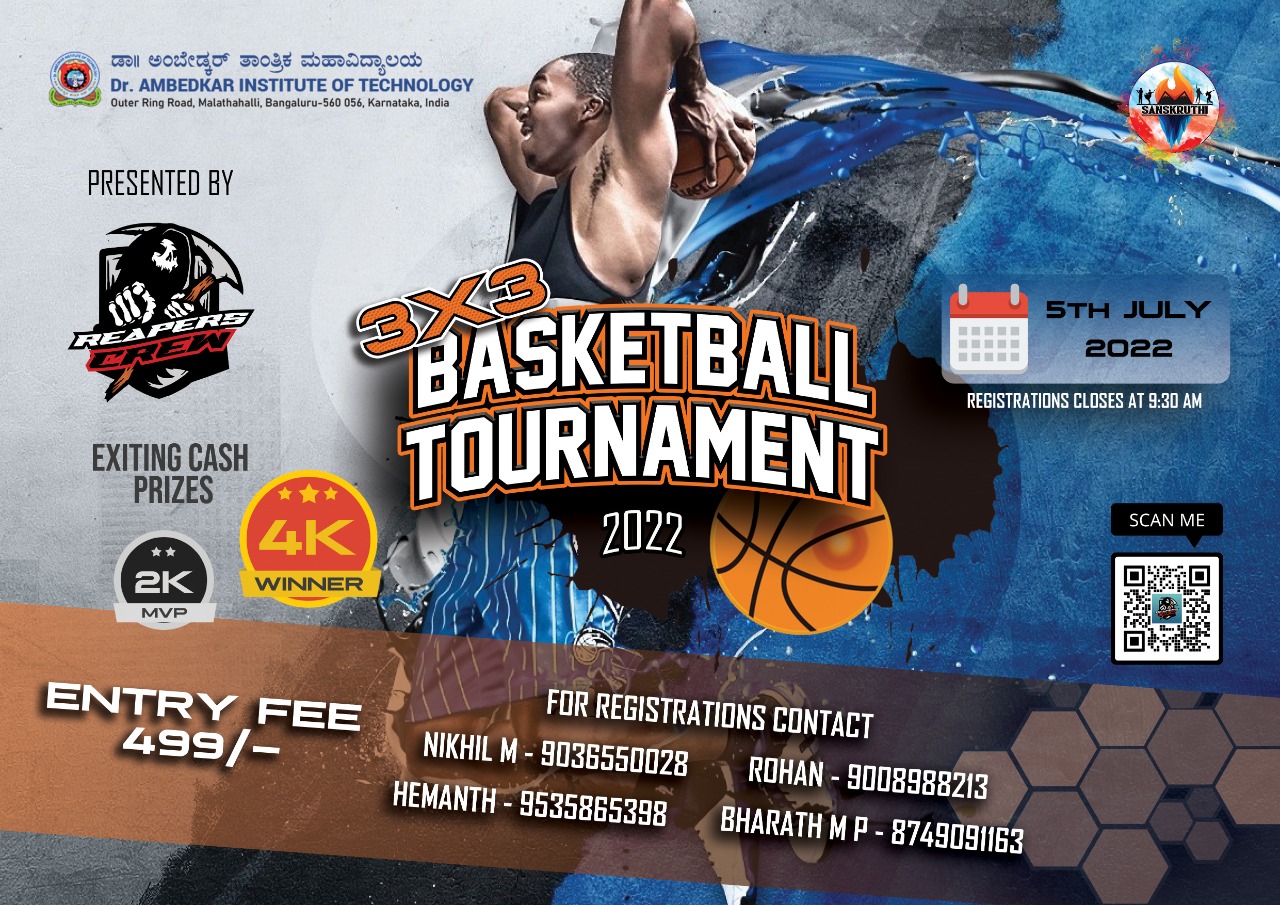 ಡಾ॥ ಅಂಬೇಡ್ಕರ್ ತಾಂತ್ರಿಕ ಮಹಾವಿದ್ಯಾಲಯ
Dr. AMBEDKAR INSTITUTE OF TECHNOLOGY
Outer Ring Road, Malathahalli, Bangaluru-560 056, Karnataka, India
SANSKRUTHI
PRESENTED BY
REAPERS
CREW
3X3
BASKETBALL
TOURNAMENT
2022
5TH JULY
2022
REGISTRATIONS CLOSES AT 9:30 AM
EXITING CASH
PRIZES
4K
WINNER
2K
MVP
SCAN ME
ENTRY FEE
499/-
FOR REGISTRATIONS CONTACT
NIKHIL M - 9036550028
ROHAN - 9008988213
HEMANTH - 9535865398
BHARATH M P - 8749091163